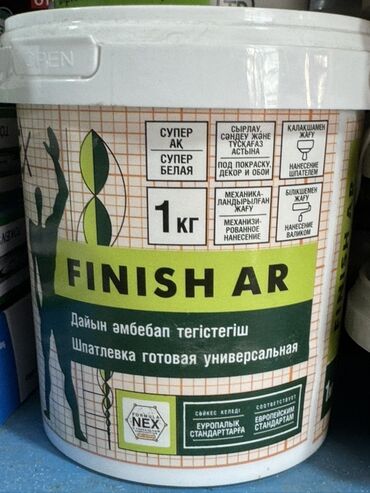 OPEN
СУПЕР
АҚ
СУПЕР
БЕЛАЯ
СЫРЛАУ,
СӘНДЕУ ЖӘНЕ
ТҰСҚАҒАЗ
АСТЫНА
ПОД ПОКРАСКУ,
ДЕКОР И ОБОИ
ҚАЛАҚШАМЕН
ЖАҒУ
НАНЕСЕНИЕ
ШПАТЕЛЕМ
1 КГ
МЕХАНИКА-
ЛАНДЫРЫЛҒАН
ЖАҒУ
МЕХАНИЗИ-
РОВАННОЕ
НАНЕСЕНИЕ
БІЛІКШЕМЕН
ЖАҒУ
НАНЕСЕНИЕ
ВАЛИКОМ
FINISH AR
Дайын әмбебап тегістегіш
Шпатлевка готовая универсальная
FORMULA
NEX
СӘЙКЕС КЕЛЕДІ
ЕУРОПАЛЫҚ
СТАНДАРТТАРҒА
СООТВЕТСТВУЕТ
ЕВРОПЕЙСКИМ
СТАНДАРТАМ